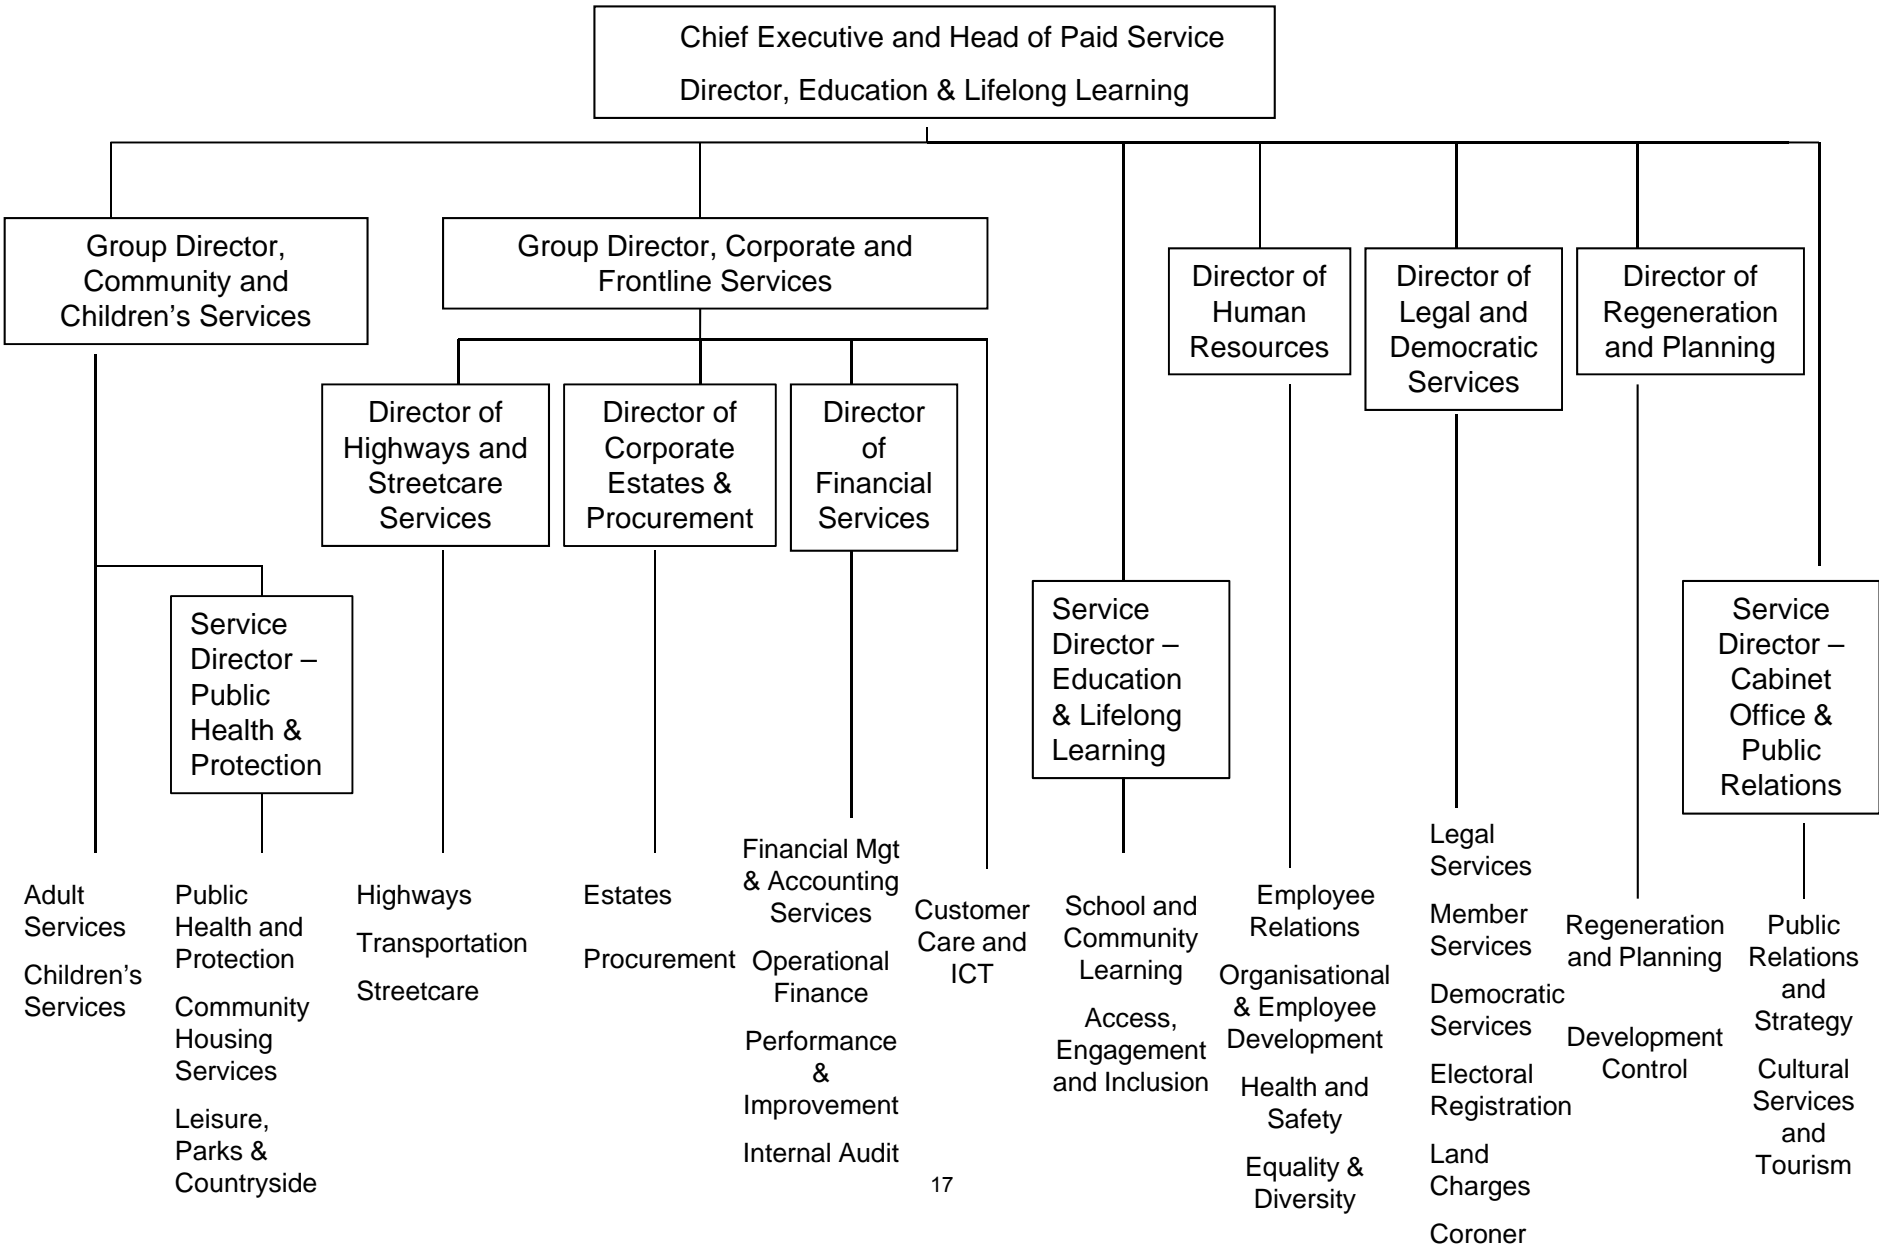 Chief Executive and Head of Paid Service
Director, Education & Lifelong Learning
Group Director,
Community and
Children’s Services
Group Director, Corporate and
Frontline Services
Director of
Human
Resources
Director of
Legal and
Democratic
Services
Director of
Regeneration
and Planning
Director of
Highways and
Streetcare
Services
Director of
Corporate
Estates &
Procurement
Director
of
Financial
Services
Service
Director –
Public
Health &
Protection
Service
Director –
Education
& Lifelong
Learning
Service
Director –
Cabinet
Office &
Public
Relations
Adult
Services
Children’s
Services
Public
Health and
Protection
Community
Housing
Services
Leisure,
Parks &
Countryside
Highways
Transportation
Streetcare
Estates
Procurement
Financial Mgt
& Accounting
Services
Operational
Finance
Performance
&
Improvement
Internal Audit
Customer
Care and
ICT
School and
Community
Learning
Access,
Engagement
and Inclusion
Employee
Relations
Organisational
& Employee
Development
Health and
Safety
Equality &
Diversity
Legal
Services
Member
Services
Democratic
Services
Electoral
Registration
Land
Charges
Coroner
Regeneration
and Planning
Development
Control
Public
Relations
and
Strategy
Cultural
Services
and
Tourism
17